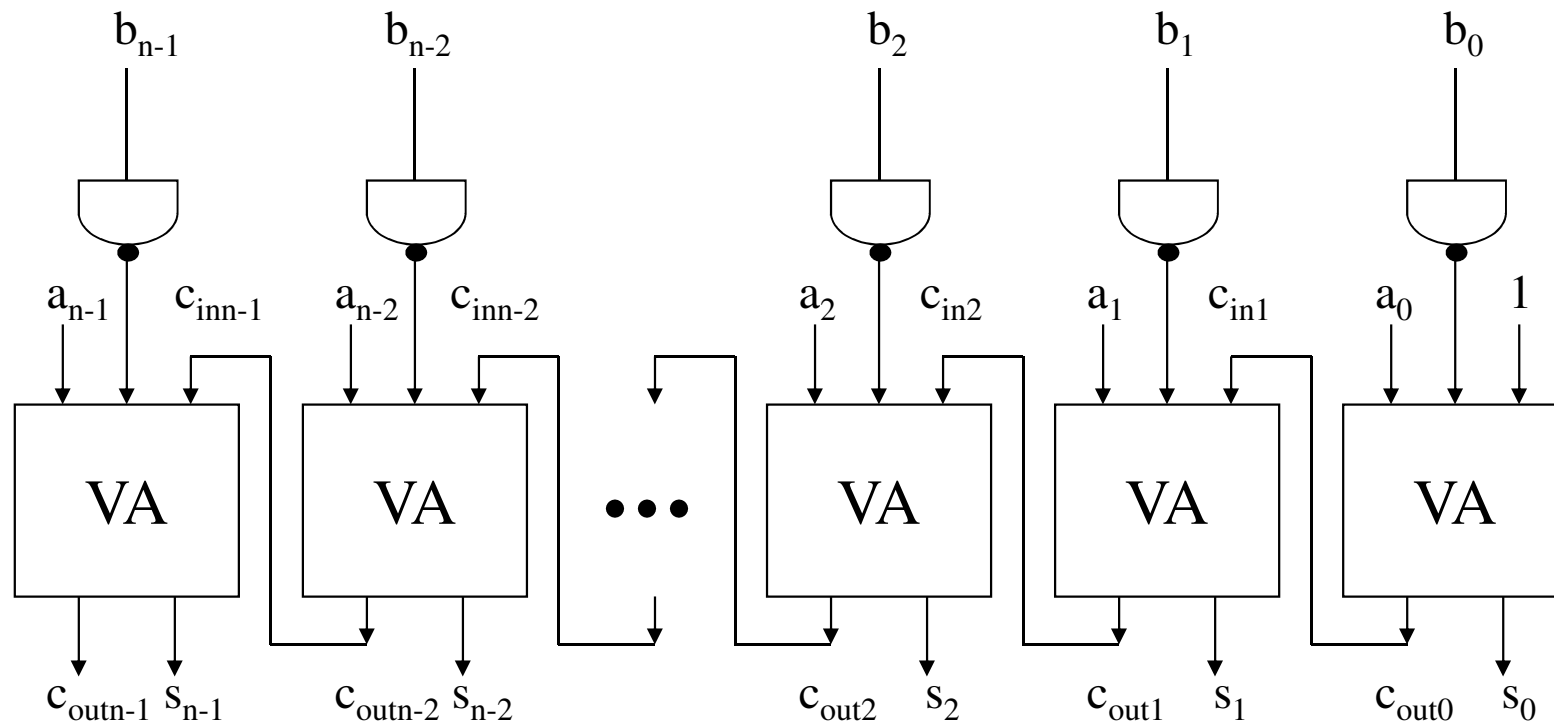 b_{n-1} b_{n-2} b_2 b_1 b_0
a_{n-1} c_{inn-1} a_{n-2} c_{inn-2} a_2 c_{in2} a_1 c_{in1} a_0 1
VA VA VA VA VA
c_{outn-1} s_{n-1} c_{outn-2} s_{n-2} c_{out2} s_2 c_{out1} s_1 c_{out0} s_0